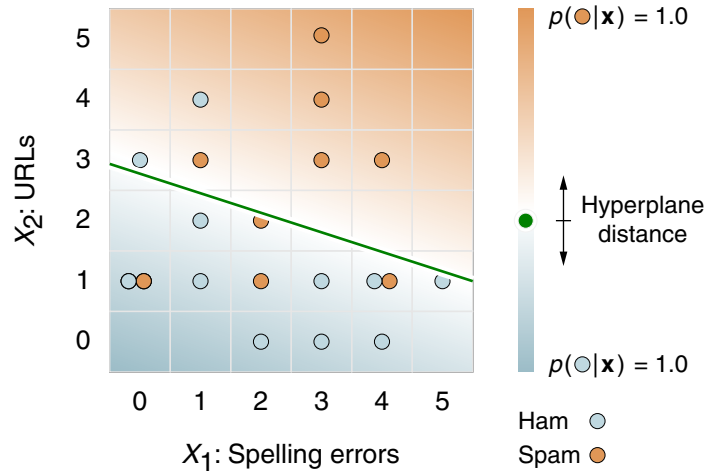 5
4
3
2
1
0
X2: URLs
0 1 2 3 4 5
X1: Spelling errors
p( |x) = 1.0
Hyperplane
distance
p( |x) = 1.0
Ham
Spam